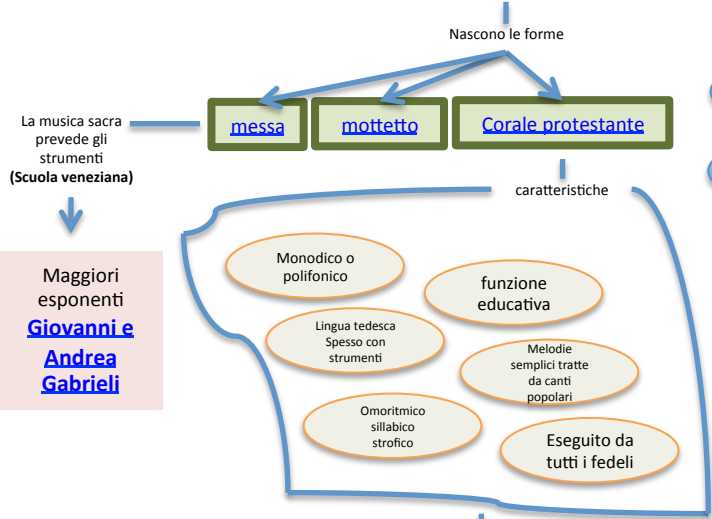 Nascono le forme
messa
mottetto
Corale protestante
La musica sacra
prevede gli
strumenti
(Scuola veneziana)
caratteristiche
Maggiori
esponenti
Giovanni e
Andrea
Gabrieli
Monodico o
polifonico
funzione
educativa
Lingua tedesca
Spesso con
strumenti
Melodie
semplici tratte
da canti
popolari
Omoritmico
sillabico
strofico
Eseguito da
tutti i fedeli